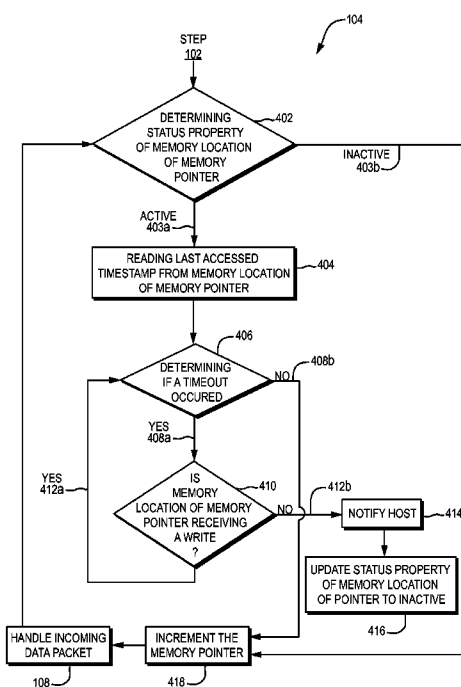 STEP
102
104
DETERMINING
STATUS PROPERTY
OF MEMORY LOCATION
OF MEMORY
POINTER
402
INACTIVE
403b
ACTIVE
403a
READING LAST ACCESSED
TIMESTAMP FROM MEMORY LOCATION
OF MEMORY POINTER
404
406
DETERMINING
IF A TIMEOUT
OCCURED
NO
408b
YES
408a
YES
412a
IS
MEMORY
LOCATION OF MEMORY
POINTER RECEIVING
A WRITE
?
410
NO
412b
NOTIFY HOST
414
UPDATE STATUS PROPERTY
OF MEMORY LOCATION
OF POINTER TO INACTIVE
416
HANDLE INCOMING
DATA PACKET
108
INCREMENT THE
MEMORY POINTER
418